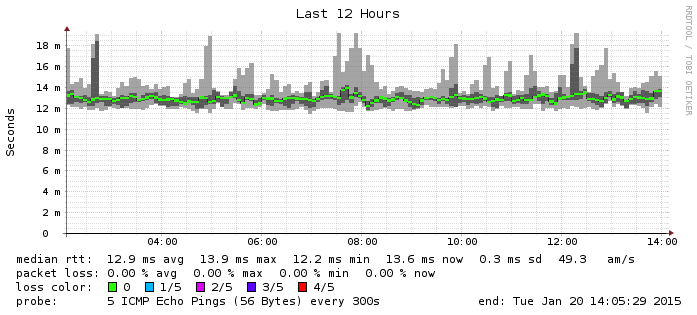 Last 12 Hours
RRDTOOL / TOBI OETIKER
Seconds
18 m
16 m
14 m
12 m
10 m
8 m
6 m
4 m
2 m
0
04:00 06:00 08:00 10:00 12:00 14:00
median rtt: 12.9 ms avg 13.9 ms max 12.2 ms min 13.6 ms now 0.3 ms sd 49.3 am/s
packet loss: 0.00 % avg 0.00 % max 0.00 % min 0.00 % now
loss color: 0 1/5 2/5 3/5 4/5
probe: 5 ICMP Echo Pings (56 Bytes) every 300s end: Tue Jan 20 14:05:29 2015